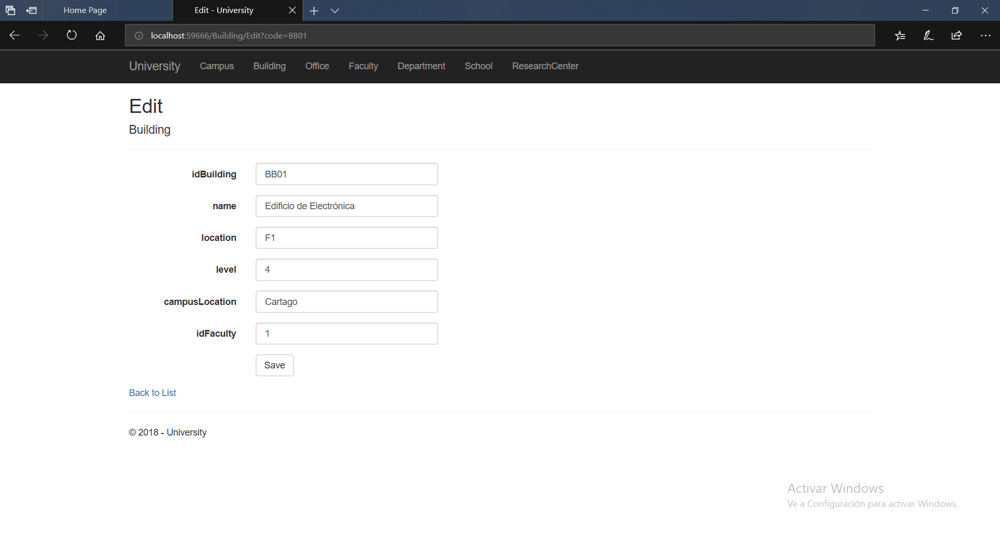 Home Page
Edit - University
localhost:59666/Building/Edit?code=BB01
University Campus Building Office Faculty Department School ResearchCenter
Edit
Building
idBuilding BB01
name Edificio de Electrónica
location F1
level 4
campusLocation Cartago
idFaculty 1
Save
Back to List
© 2018 - University
Activar Windows
Ve a Configuración para activar Windows.